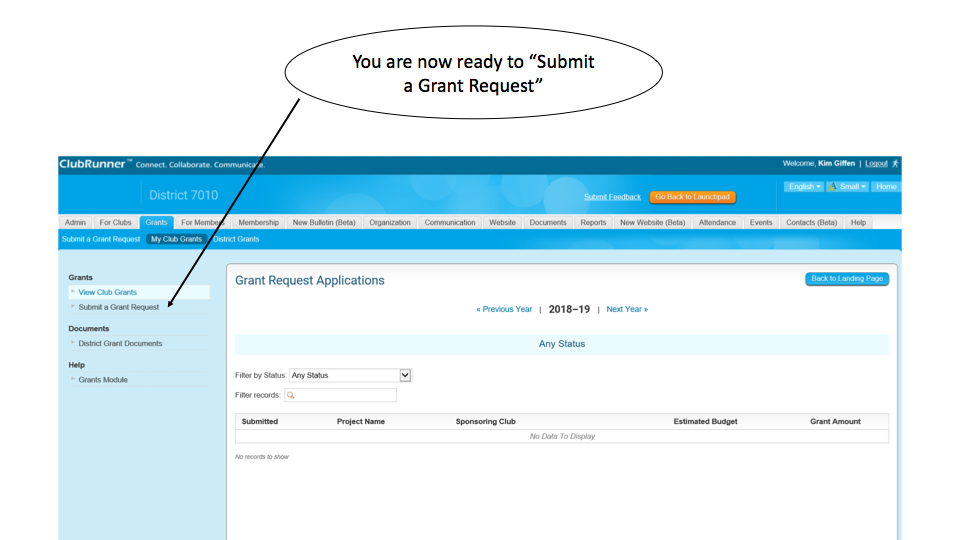 You are now ready to “Submit
a Grant Request”
ClubRunner™ Connect. Collaborate. Communicate.
Welcome, Kim Giffen | Logout
District 7010
Submit Feedback
Go Back to Launchpad
English
Small
Home
Admin For Clubs Grants For Members Membership New Bulletin (Beta) Organization Communication Website Documents Reports New Website (Beta) Attendance Events Contacts (Beta) Help
Submit a Grant Request My Club Grants District Grants
Grants
View Club Grants
Submit a Grant Request
Documents
District Grant Documents
Help
Grants Module
Grant Request Applications
Back to Landing Page
« Previous Year | 2018–19 | Next Year »
Any Status
Filter by Status: Any Status
Filter records:
Submitted Project Name Sponsoring Club Estimated Budget Grant Amount
No Data To Display
No records to show